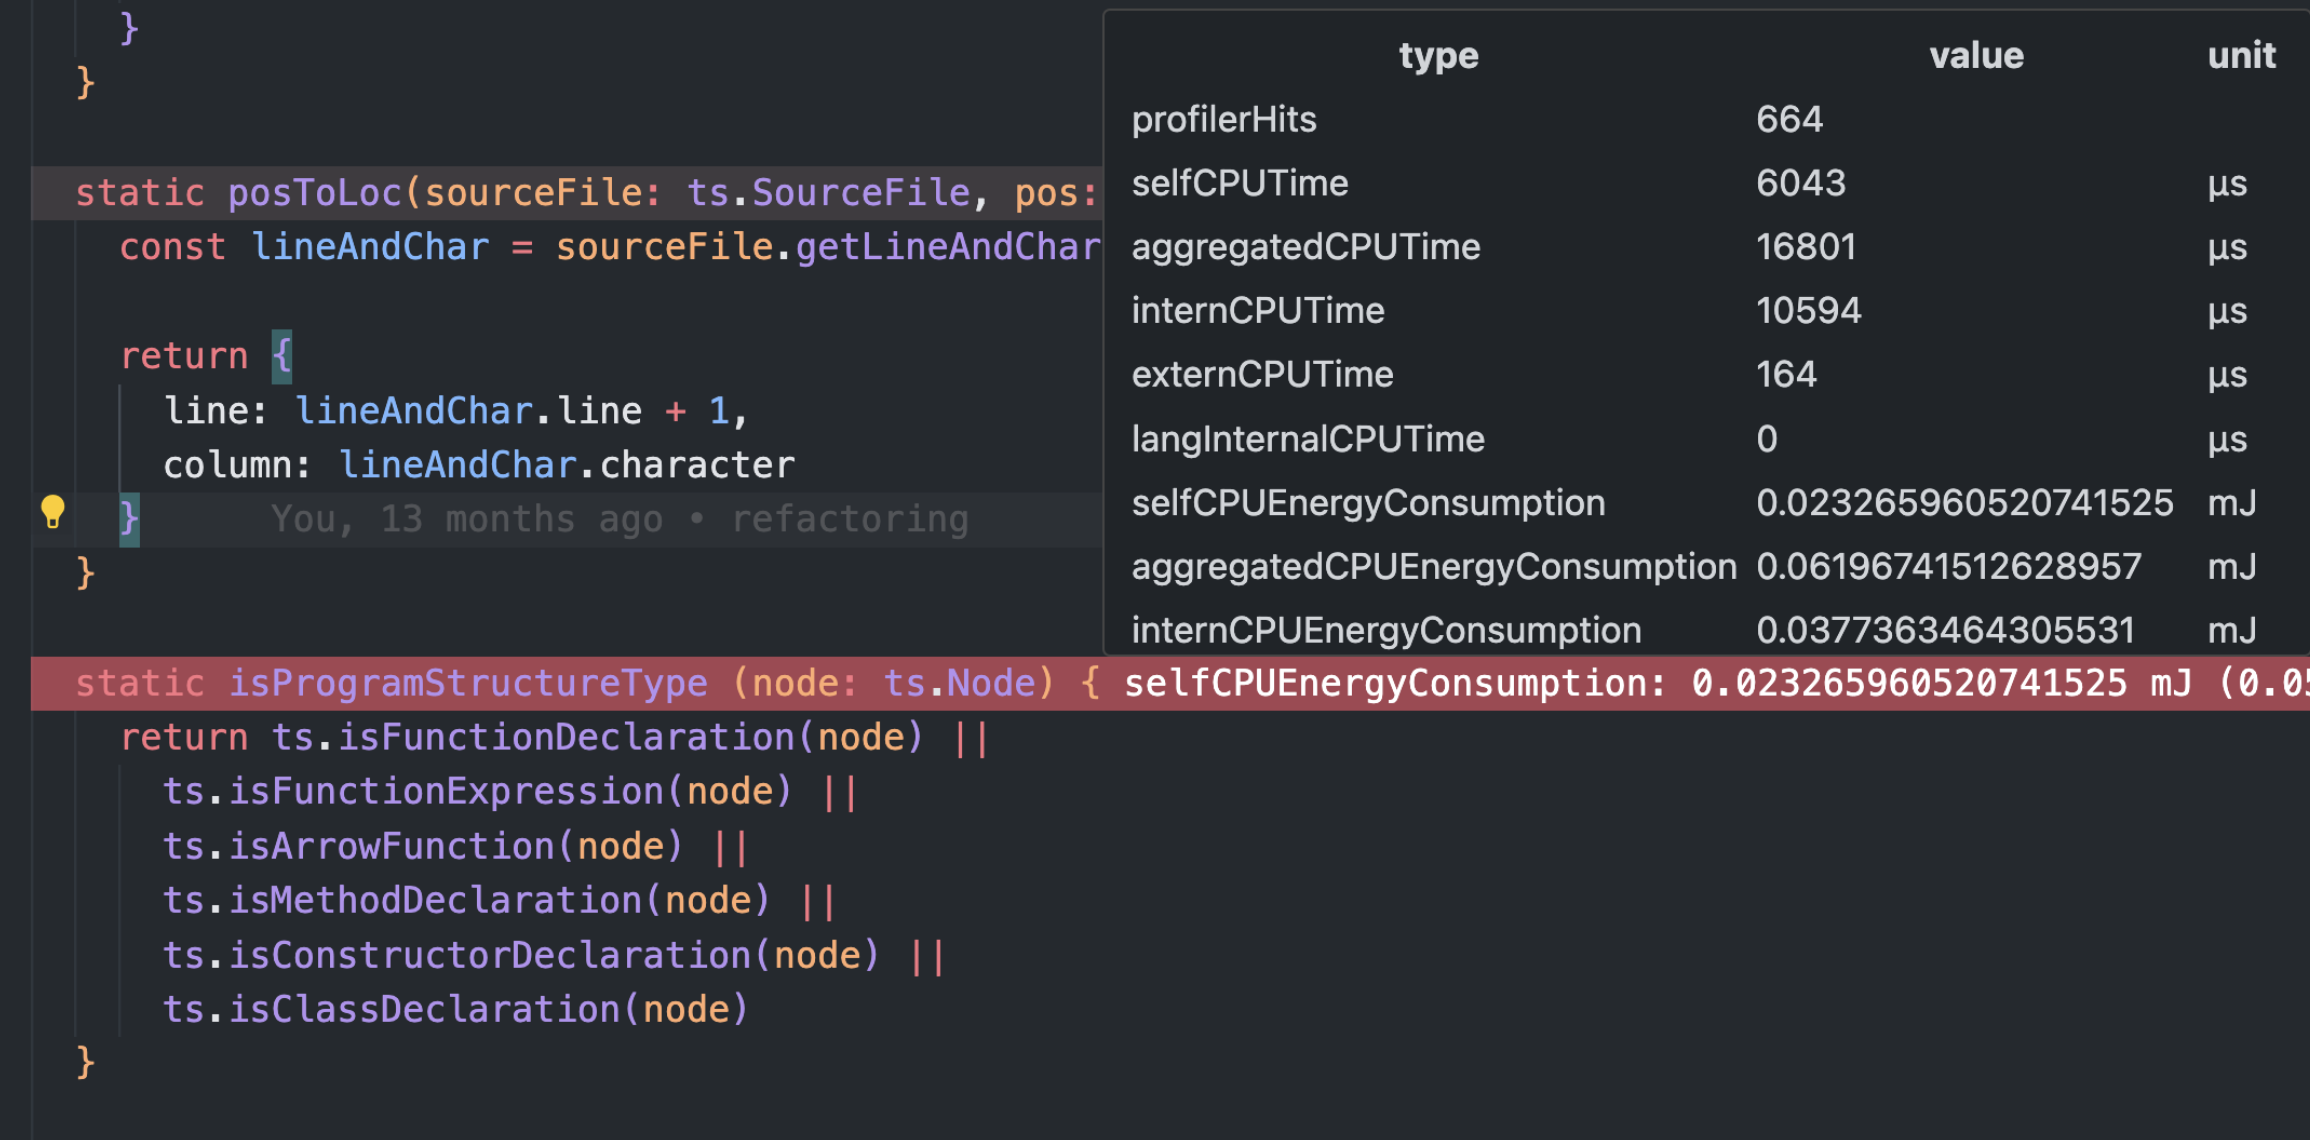 }
}
static posToLoc(sourceFile: ts.SourceFile, pos:
const lineAndChar = sourceFile.getLineAndChar
return {
line: lineAndChar.line + 1,
column: lineAndChar.character
} You, 13 months ago • refactoring
}
type value unit
profilerHits 664
selfCPUTime 6043 µs
aggregatedCPUTime 16801 µs
internCPUTime 10594 µs
externCPUTime 164 µs
langInternalCPUTime 0 µs
selfCPUEnergyConsumption 0.023265960520741525 mJ
aggregatedCPUEnergyConsumption 0.06196741512628957 mJ
internCPUEnergyConsumption 0.0377363464305531 mJ
static isProgramStructureType (node: ts.Node) { selfCPUEnergyConsumption: 0.023265960520741525 mJ (0.05
return ts.isFunctionDeclaration(node) ||
ts.isFunctionExpression(node) ||
ts.isArrowFunction(node) ||
ts.isMethodDeclaration(node) ||
ts.isConstructorDeclaration(node) ||
ts.isClassDeclaration(node)
}